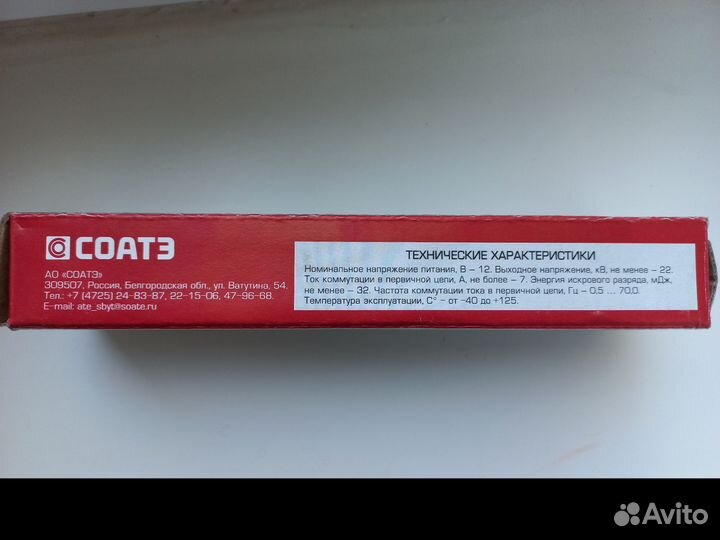 СОАТЭ
АО «СОАТЭ»
309507, Россия, Белгородская обл., ул. Ватутина, 54.
Тел.: +7 (4725) 24-83-87, 22-15-06, 47-96-68.
E-mail: ate_sbyt@soate.ru
ТЕХНИЧЕСКИЕ ХАРАКТЕРИСТИКИ
Номинальное напряжение питания, В – 12. Выходное напряжение, кВ, не менее – 22.
Ток коммутации в первичной цепи, А, не более – 7. Энергия искрового разряда, мДж,
не менее – 32. Частота коммутации тока в первичной цепи, Гц – 0,5 ... 70,0.
Температура эксплуатации, С° – от –40 до +125.
Avito